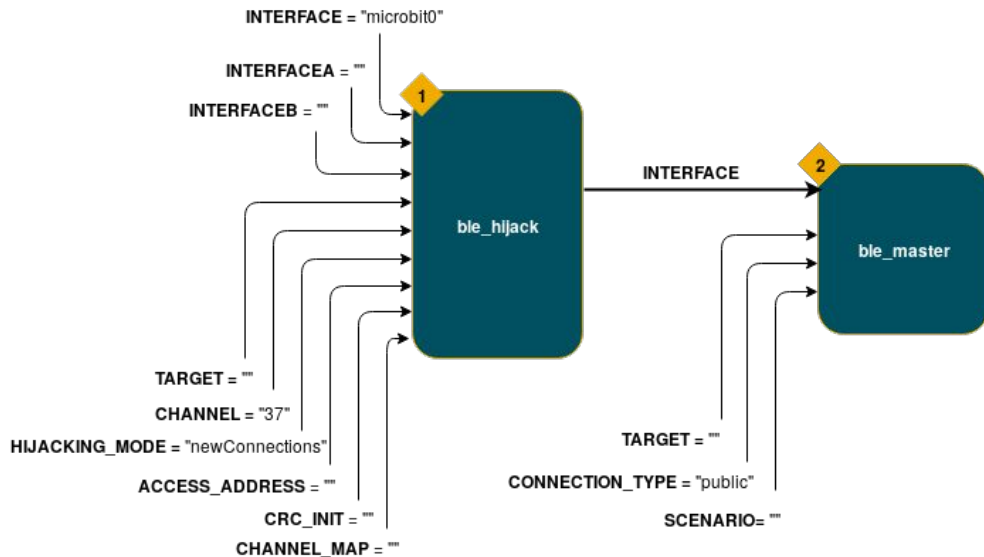 INTERFACE = "microbit0"
INTERFACEA = ""
INTERFACEB = ""
1
ble_hijack
INTERFACE
2
ble_master
TARGET = ""
CHANNEL = "37"
HIJACKING_MODE = "newConnections"
ACCESS_ADDRESS = ""
CRC_INIT = ""
CHANNEL_MAP = ""
TARGET = ""
CONNECTION_TYPE = "public"
SCENARIO= ""